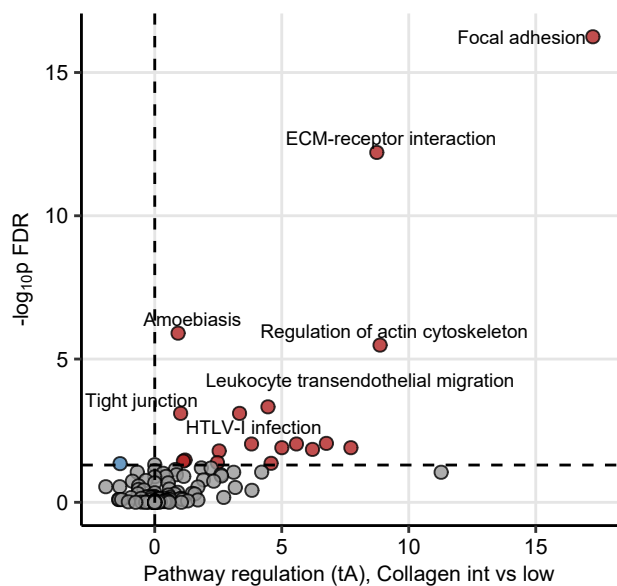 Focal adhesion
15
ECM-receptor interaction
10
-log₁₀p FDR
Amoebiasis
Regulation of actin cytoskeleton
5
Leukocyte transendothelial migration
Tight junction
HTLV-I infection
0
0 5 10 15
Pathway regulation (tA), Collagen int vs low